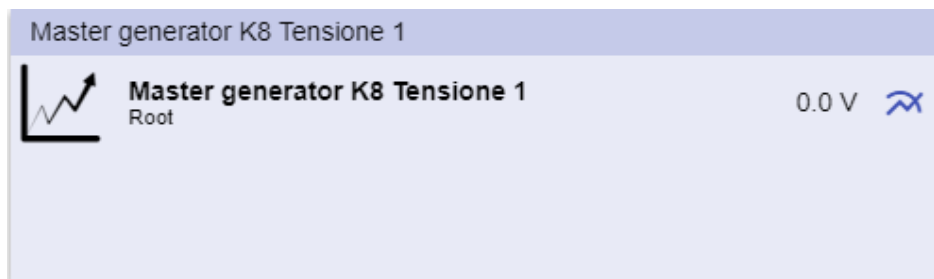 Master generator K8 Tensione 1
Master generator K8 Tensione 1
Root
0.0 V